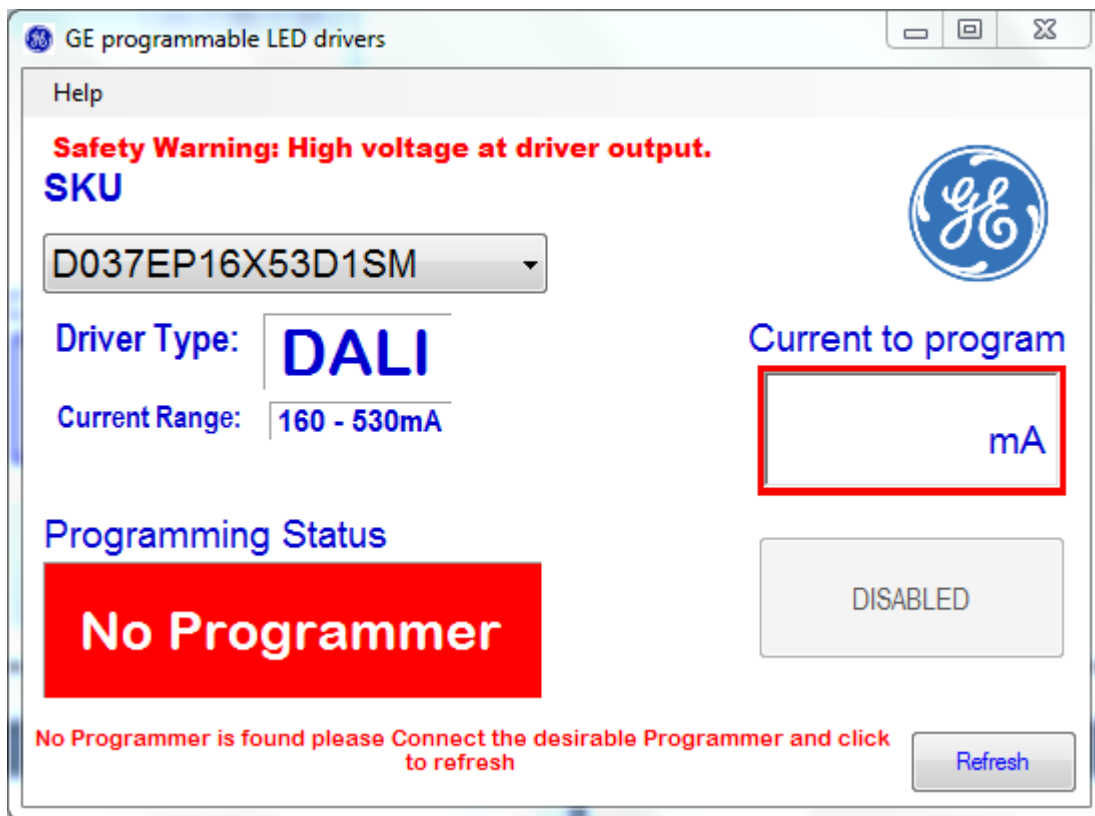 GE programmable LED drivers
Help
Safety Warning: High voltage at driver output.
SKU
D037EP16X53D1SM
GE
Driver Type:
DALI
Current Range:
160 - 530mA
Current to program
mA
Programming Status
No Programmer
DISABLED
No Programmer is found please Connect the desirable Programmer and click
to refresh
Refresh